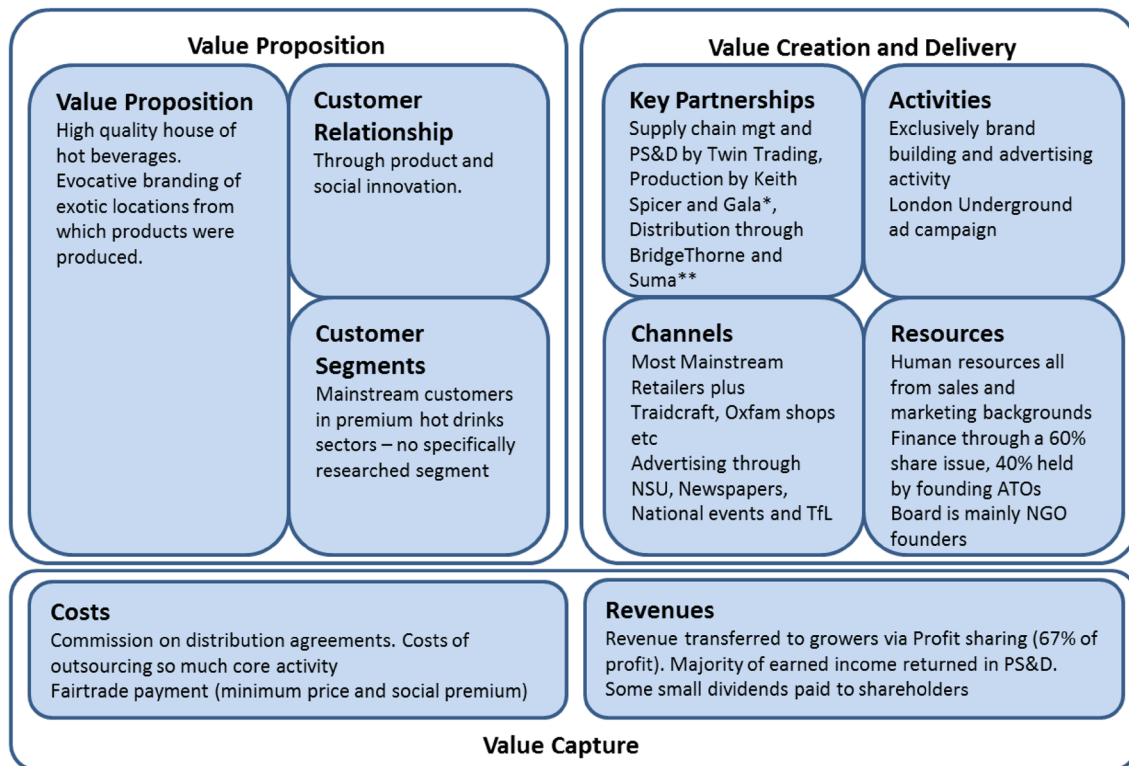 Value Proposition
Value Proposition
High quality house of
hot beverages.
Evocative branding of
exotic locations from
which products were
produced.
Customer
Relationship
Through product and
social innovation.
Customer
Segments
Mainstream customers
in premium hot drinks
sectors – no specifically
researched segment
Value Creation and Delivery
Key Partnerships
Supply chain mgt and
PS&D by Twin Trading,
Production by Keith
Spicer and Gala*,
Distribution through
BridgeThorne and
Suma**
Activities
Exclusively brand
building and advertising
activity
London Underground
ad campaign
Channels
Most Mainstream
Retailers plus
Traidcraft, Oxfam shops
etc
Advertising through
NSU, Newspapers,
National events and TfL
Resources
Human resources all
from sales and
marketing backgrounds
Finance through a 60%
share issue, 40% held
by founding ATOs
Board is mainly NGO
founders
Costs
Commission on distribution agreements. Costs of
outsourcing so much core activity
Fairtrade payment (minimum price and social premium)
Revenues
Revenue transferred to growers via Profit sharing (67% of
profit). Majority of earned income returned in PS&D.
Some small dividends paid to shareholders
Value Capture